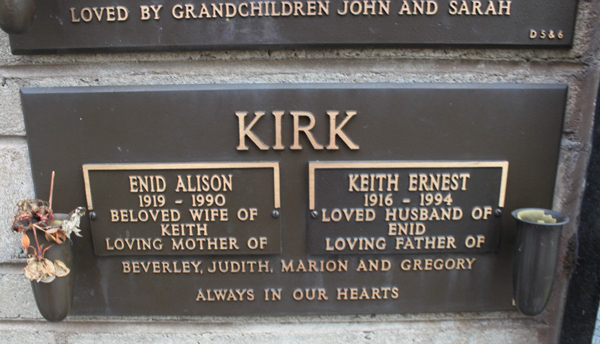 LOVED BY GRANDCHILDREN JOHN AND SARAH
D 5 & 6
KIRK
ENID ALISON
1919 - 1990
BELOVED WIFE OF
KEITH
LOVING MOTHER OF
KEITH ERNEST
1916 - 1994
LOVED HUSBAND OF
ENID
LOVING FATHER OF
BEVERLEY, JUDITH, MARION AND GREGORY
ALWAYS IN OUR HEARTS